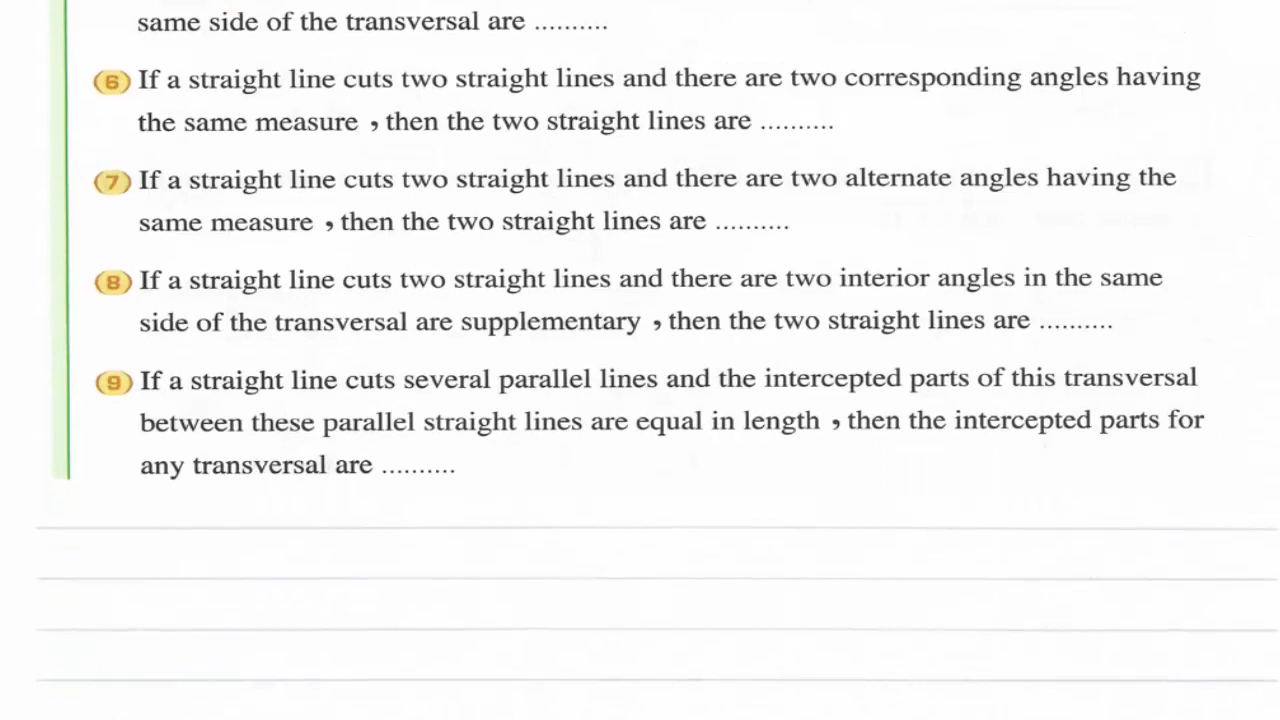 same side of the transversal are ..........
6 If a straight line cuts two straight lines and there are two corresponding angles having
the same measure , then the two straight lines are ..........
7 If a straight line cuts two straight lines and there are two alternate angles having the
same measure , then the two straight lines are ..........
8 If a straight line cuts two straight lines and there are two interior angles in the same
side of the transversal are supplementary , then the two straight lines are ..........
9 If a straight line cuts several parallel lines and the intercepted parts of this transversal
between these parallel straight lines are equal in length , then the intercepted parts for
any transversal are ..........